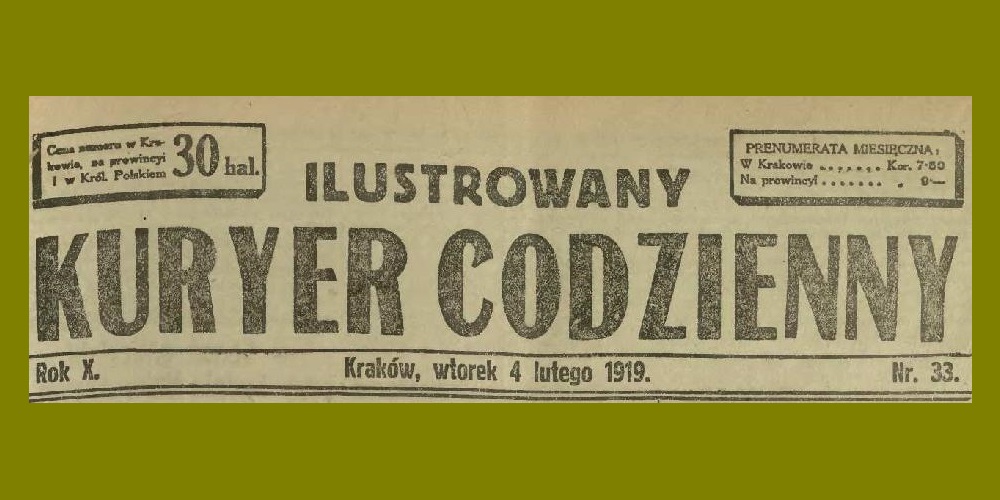 Cena numeru w Kra-
kowie, na prowincyi
i w Król. Polskiem
30 hal.
ILUSTROWANY
PRENUMERATA MIESIĘCZNA:
W Krakowie ....... Kor. 7·50
Na prowincyi ....... „ 9·—
KURYER CODZIENNY
Rok X.
Kraków, wtorek 4 lutego 1919.
Nr. 33.